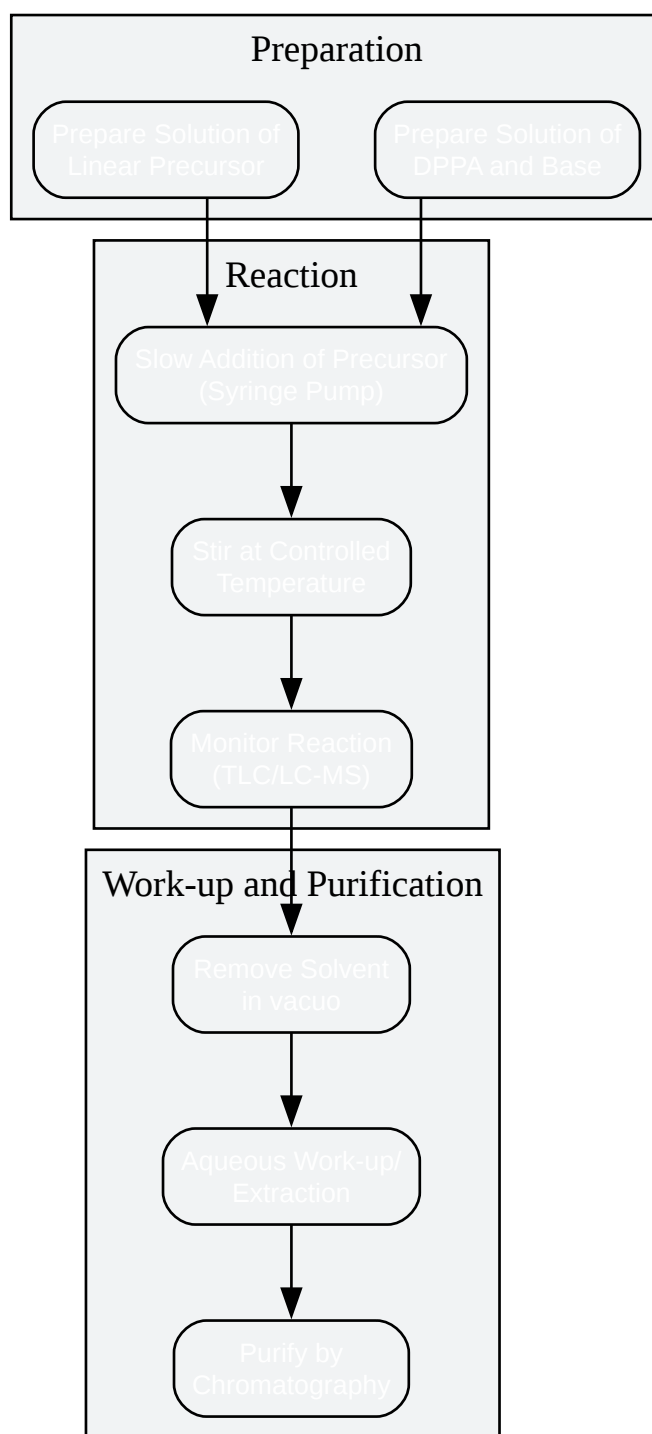 Preparation
Prepare Solution of
Linear Precursor
Prepare Solution of
DPPA and Base
Reaction
Slow Addition of Precursor
(Syringe Pump)
Stir at Controlled
Temperature
Monitor Reaction
(TLC/LC-MS)
Work-up and Purification
Remove Solvent
in vacuo
Aqueous Work-up/
Extraction
Purify by
Chromatography